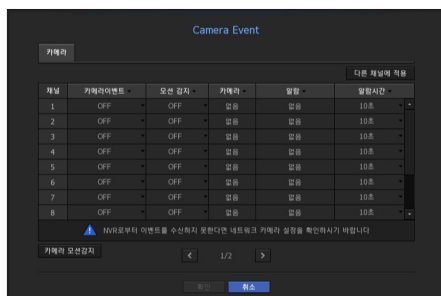 Camera Event
카메라
다른 채널에 적용
채널 카메라이벤트 모션 감지 카메라 알람 알람시간
1 OFF OFF 없음 없음 10초
2 OFF OFF 없음 없음 10초
3 OFF OFF 없음 없음 10초
4 OFF OFF 없음 없음 10초
5 OFF OFF 없음 없음 10초
6 OFF OFF 없음 없음 10초
7 OFF OFF 없음 없음 10초
8 OFF OFF 없음 없음 10초
NVR로부터 이벤트를 수신하지 못한다면 네트워크 카메라 설정을 확인하시기 바랍니다
카메라 모션감지
< 1/2 >
확인 취소